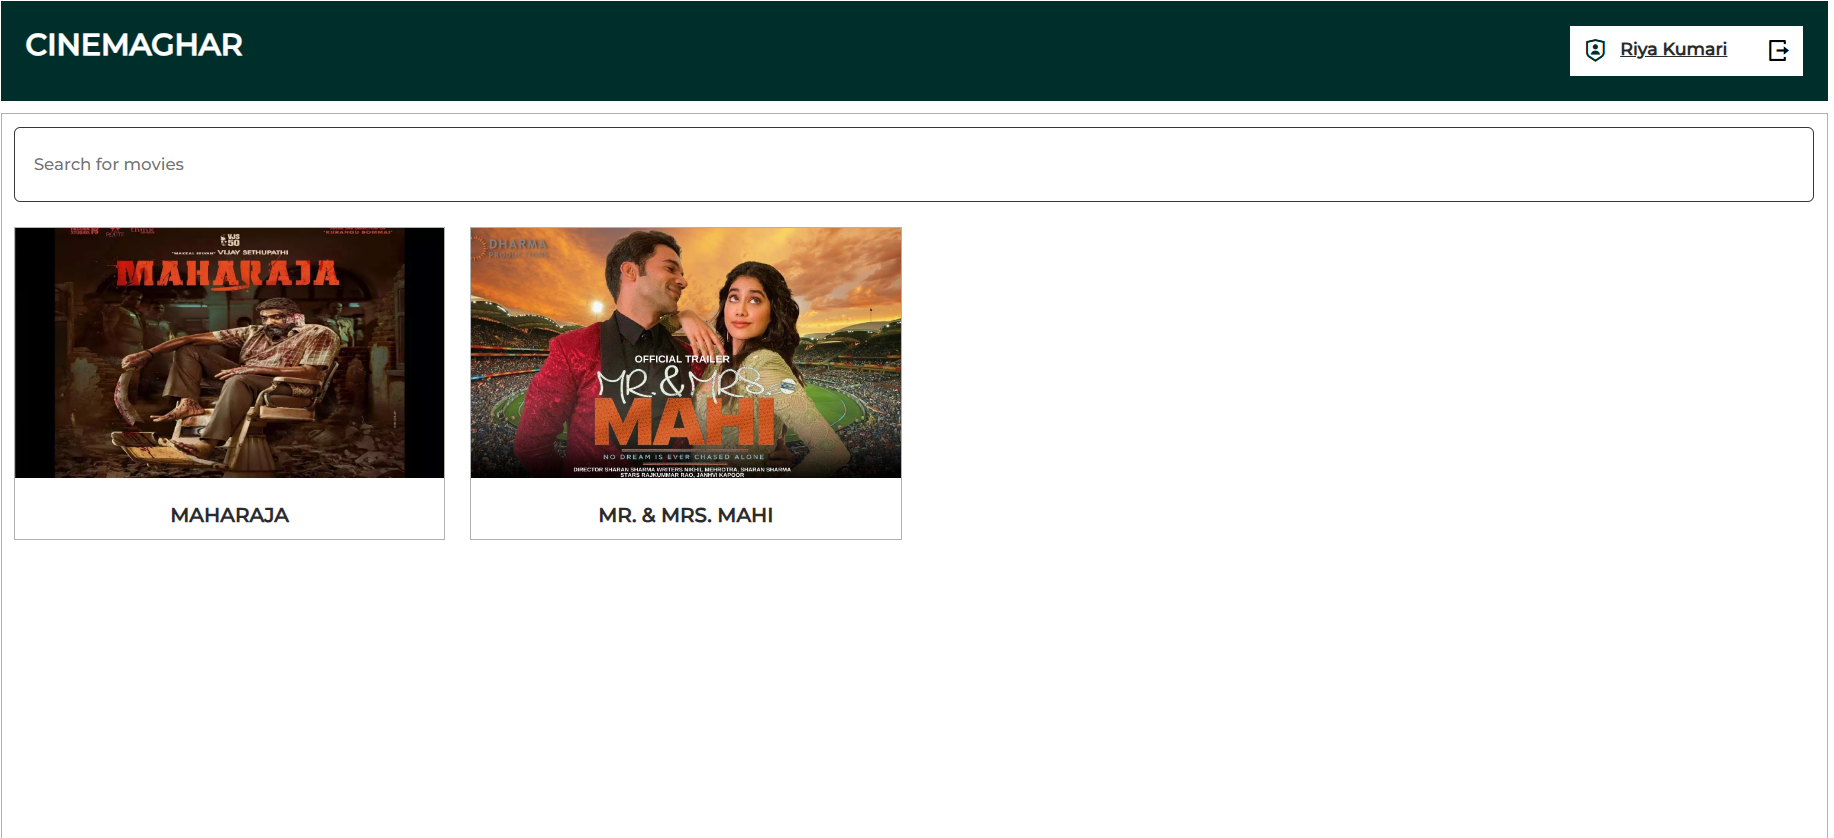 CINEMAGHAR
Riya Kumari
Search for movies
VJS
50
"MAKKAL SELVAN" VIJAY SETHUPATHI
MAHARAJA
MAHARAJA
DHARMA
PRODUCTIONS
OFFICIAL TRAILER
MR. & MRS.
MAHI
NO DREAM IS EVER CHASED ALONE
DIRECTOR SHARAN SHARMA WRITERS NIKHIL MEHROTRA, SHARAN SHARMA
STARS RAJKUMMAR RAO, JANHVI KAPOOR
MR. & MRS. MAHI